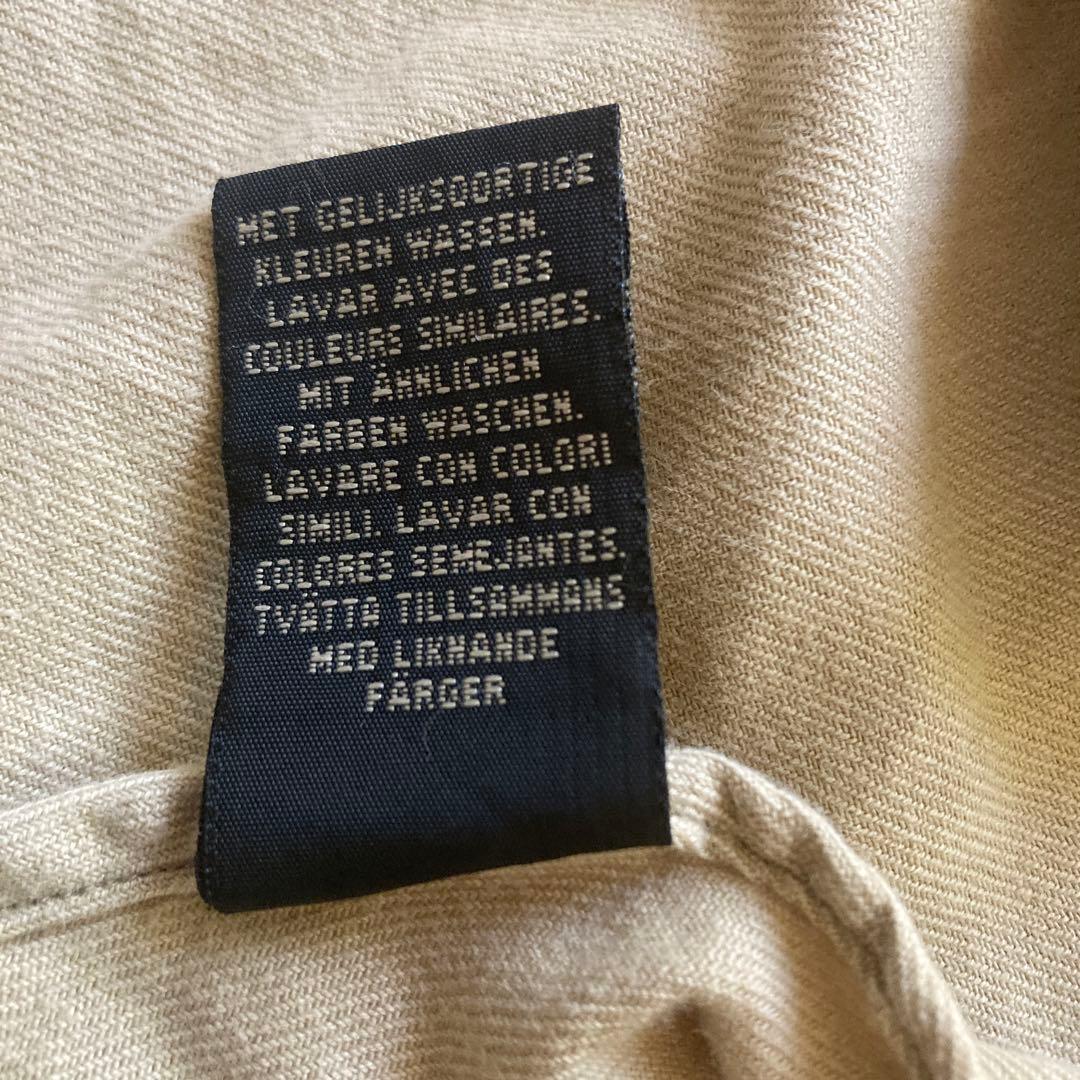 MET GELIJKSOORTIGE
KLEUREN WASSEN.
LAVAR AVEC DES
COULEURS SIMILAIRES.
MIT ÄHNLICHEN
FARBEN WASCHEN.
LAVARE CON COLORI
SIMILI. LAVAR CON
COLORES SEMEJANTES.
TVÄTTA TILLSAMMANS
MED LIKNANDE
FÄRGER